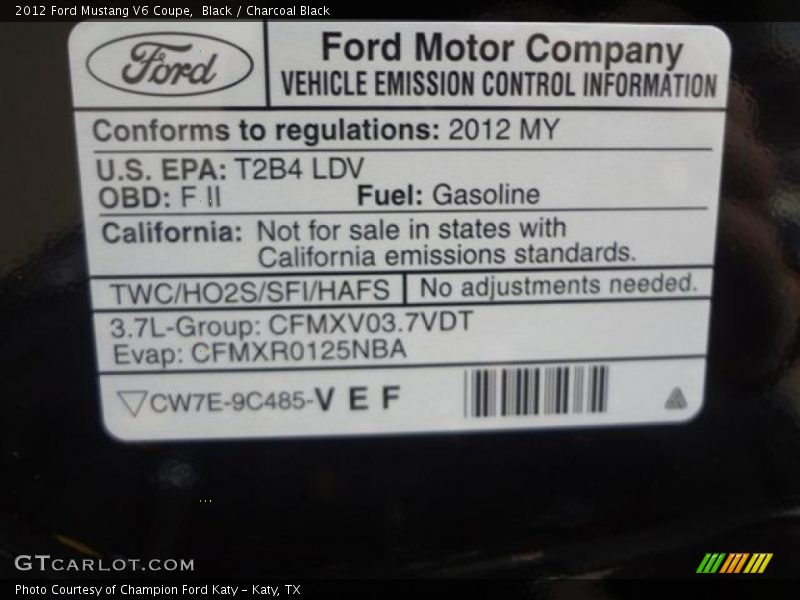 2012 Ford Mustang V6 Coupe,  Black / Charcoal Black
Ford
Ford Motor Company
VEHICLE EMISSION CONTROL INFORMATION
Conforms to regulations: 2012 MY
U.S. EPA: T2B4 LDV
OBD: F II Fuel: Gasoline
California: Not for sale in states with
California emissions standards.
TWC/HO2S/SFI/HAFS No adjustments needed.
3.7L-Group: CFMXV03.7VDT
Evap: CFMXR0125NBA
CW7E-9C485-V E F
GTCARLOT.COM
Photo Courtesy of Champion Ford Katy – Katy, TX